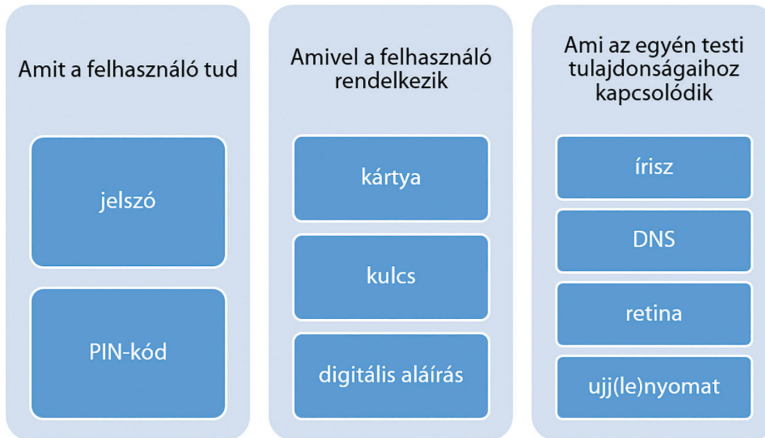 Amit a felhasználó tud
jelszó
PIN-kód
Amivel a felhasználó
rendelkezik
kártya
kulcs
digitális aláírás
Ami az egyén testi
tulajdonságaihoz
kapcsolódik
írisz
DNS
retina
ujj(le)nyomat